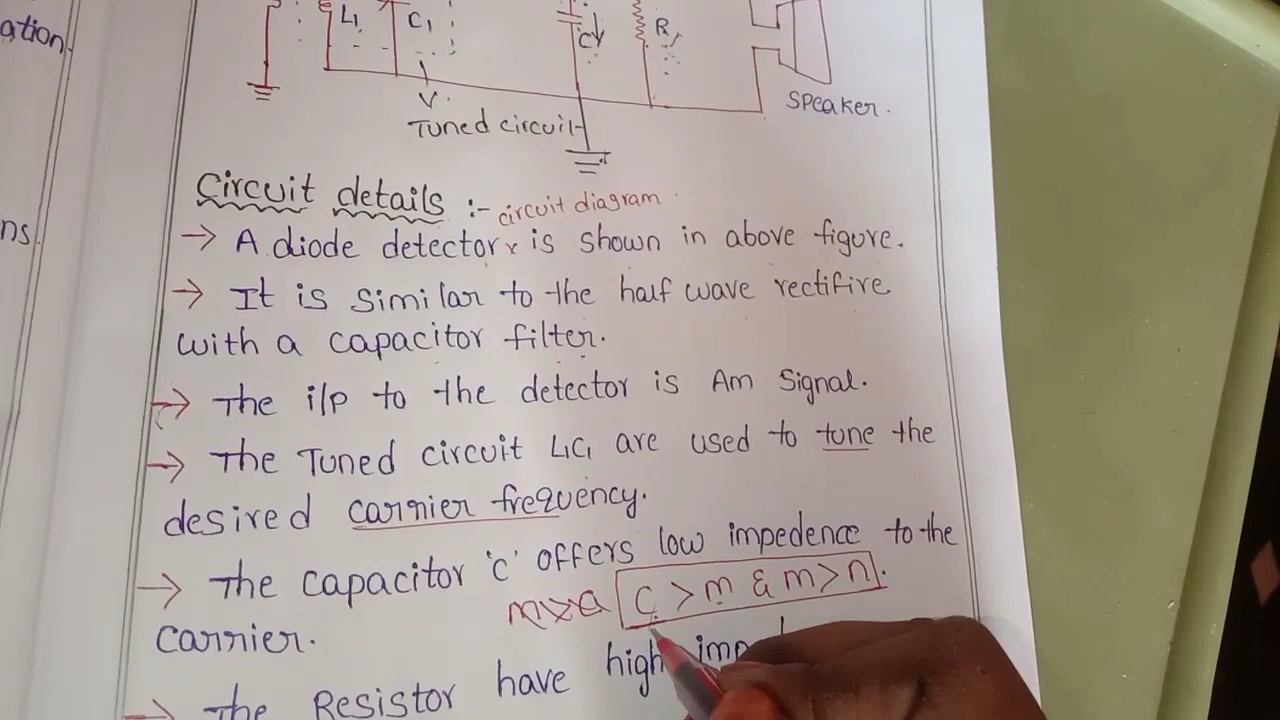 ation
ns
L1 C1 C R
Speaker.
Tuned circuit
Circuit details :- circuit diagram
→ A diode detector is shown in above figure.
→ It is similar to the half wave rectifire
with a capacitor filter.
→ The i/p to the detector is Am Signal.
→ The Tuned circuit L1C1 are used to tune the
desired carrier frequency.
→ The capacitor 'c' offers low impedence to the
carrier.
C > m & m > n.
→ The Resistor have high